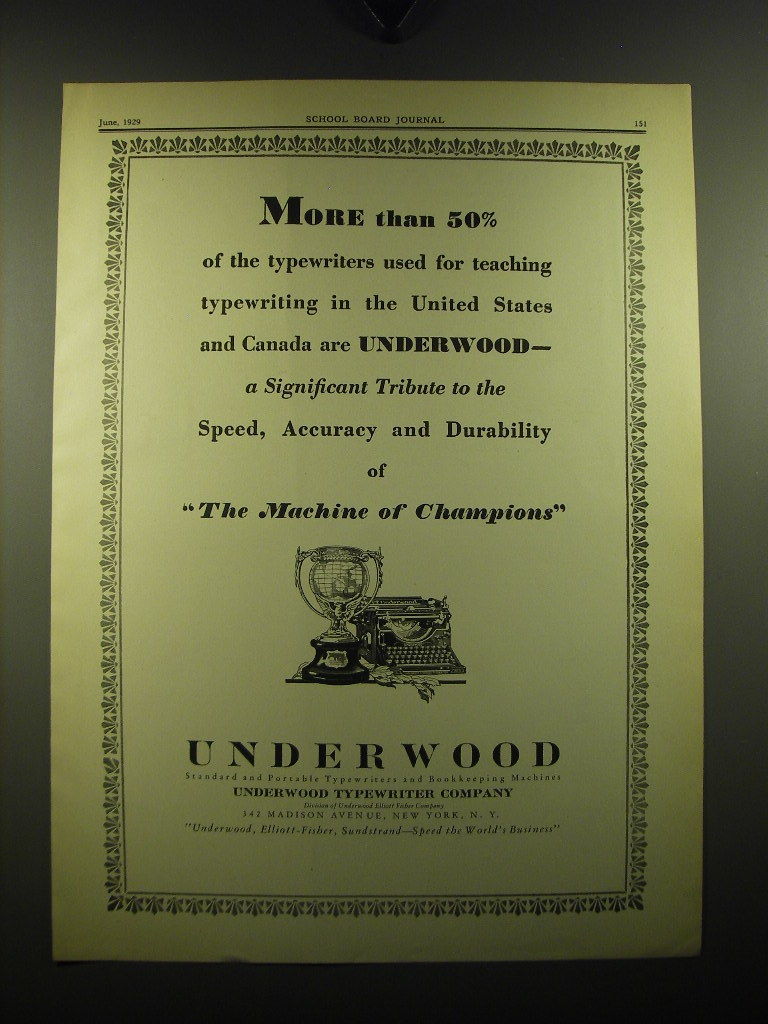 June, 1929 SCHOOL BOARD JOURNAL 151
MORE than 50%
of the typewriters used for teaching
typewriting in the United States
and Canada are UNDERWOOD—
a Significant Tribute to the
Speed, Accuracy and Durability
of
"The Machine of Champions"
Underwood
UNDERWOOD
Standard and Portable Typewriters and Bookkeeping Machines
UNDERWOOD TYPEWRITER COMPANY
Division of Underwood Elliott Fisher Company
342 MADISON AVENUE, NEW YORK, N. Y.
"Underwood, Elliott-Fisher, Sundstrand—Speed the World's Business"